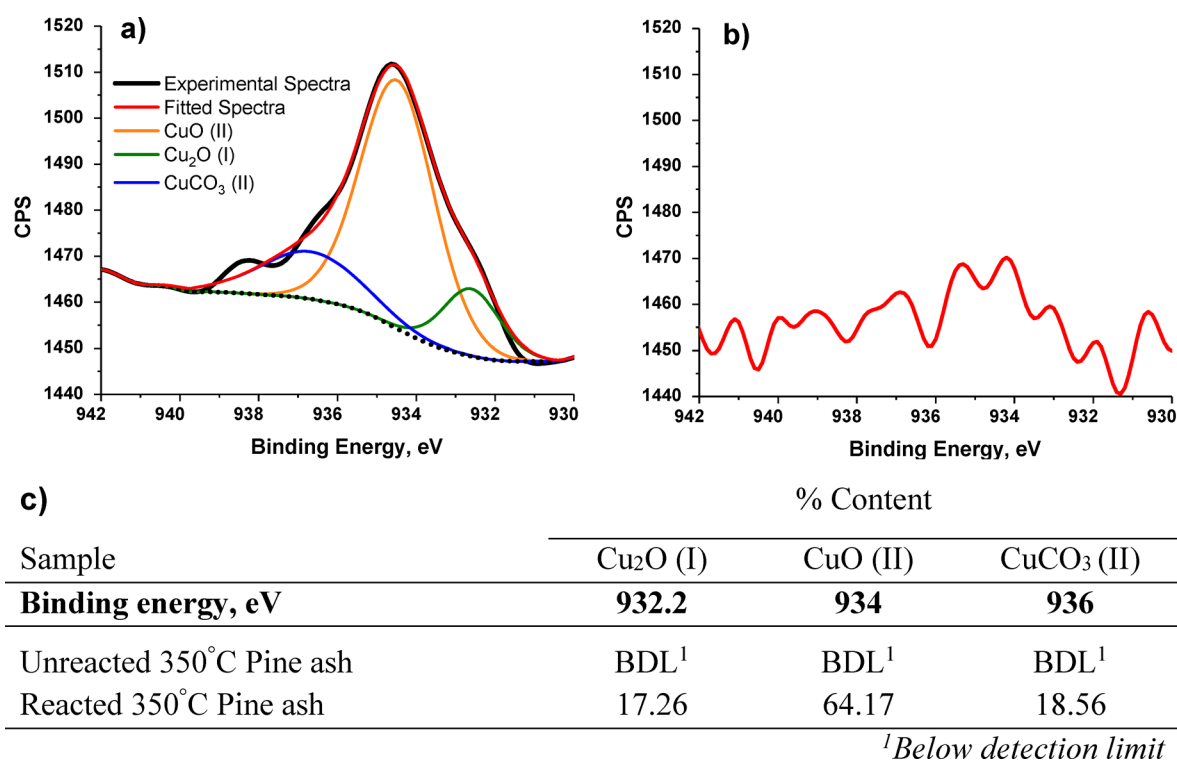 a)
1520
1510
1500
1490
1480
1470
1460
1450
1440
CPS
Experimental Spectra
Fitted Spectra
CuO (II)
Cu₂O (I)
CuCO₃ (II)
942 940 938 936 934 932 930
Binding Energy, eV
b)
1520
1510
1500
1490
1480
1470
1460
1450
1440
CPS
942 940 938 936 934 932 930
Binding Energy, eV
c)
% Content
Sample Cu₂O (I) CuO (II) CuCO₃ (II)
Binding energy, eV 932.2 934 936
Unreacted 350°C Pine ash BDL¹ BDL¹ BDL¹
Reacted 350°C Pine ash 17.26 64.17 18.56
¹Below detection limit